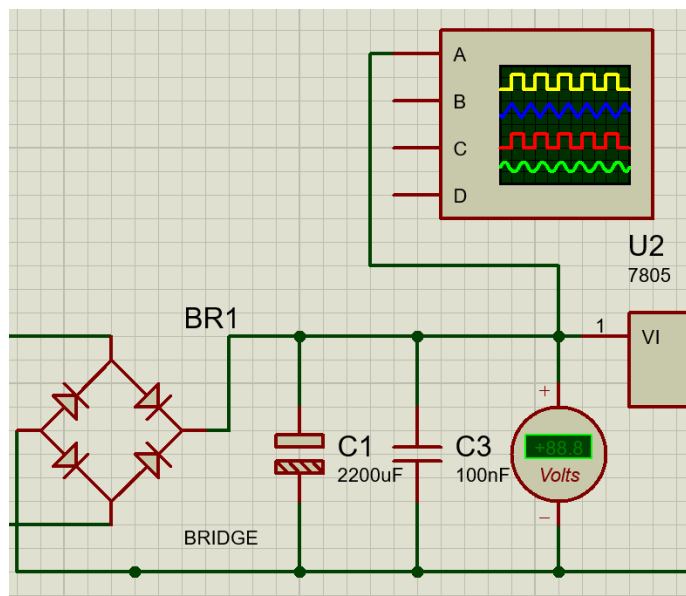 A
B
C
D
U2
7805
BR1
1
VI
+
+88.8
Volts
−
C1
2200uF
C3
100nF
BRIDGE